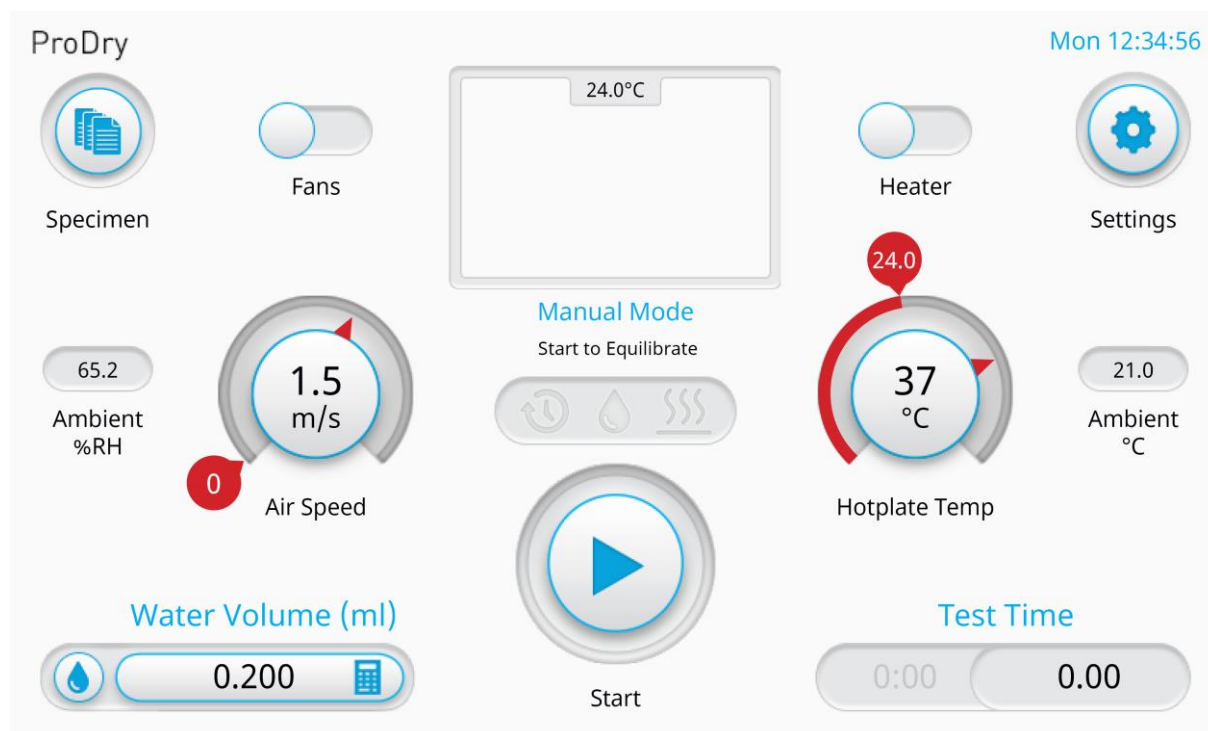 ProDry
Mon 12:34:56
24.0°C
Fans
Heater
Specimen
Settings
24.0
Manual Mode
Start to Equilibrate
65.2
Ambient
%RH
1.5
m/s
0
Air Speed
37
°C
Hotplate Temp
21.0
Ambient
°C
Water Volume (ml)
0.200
Start
Test Time
0:00
0.00